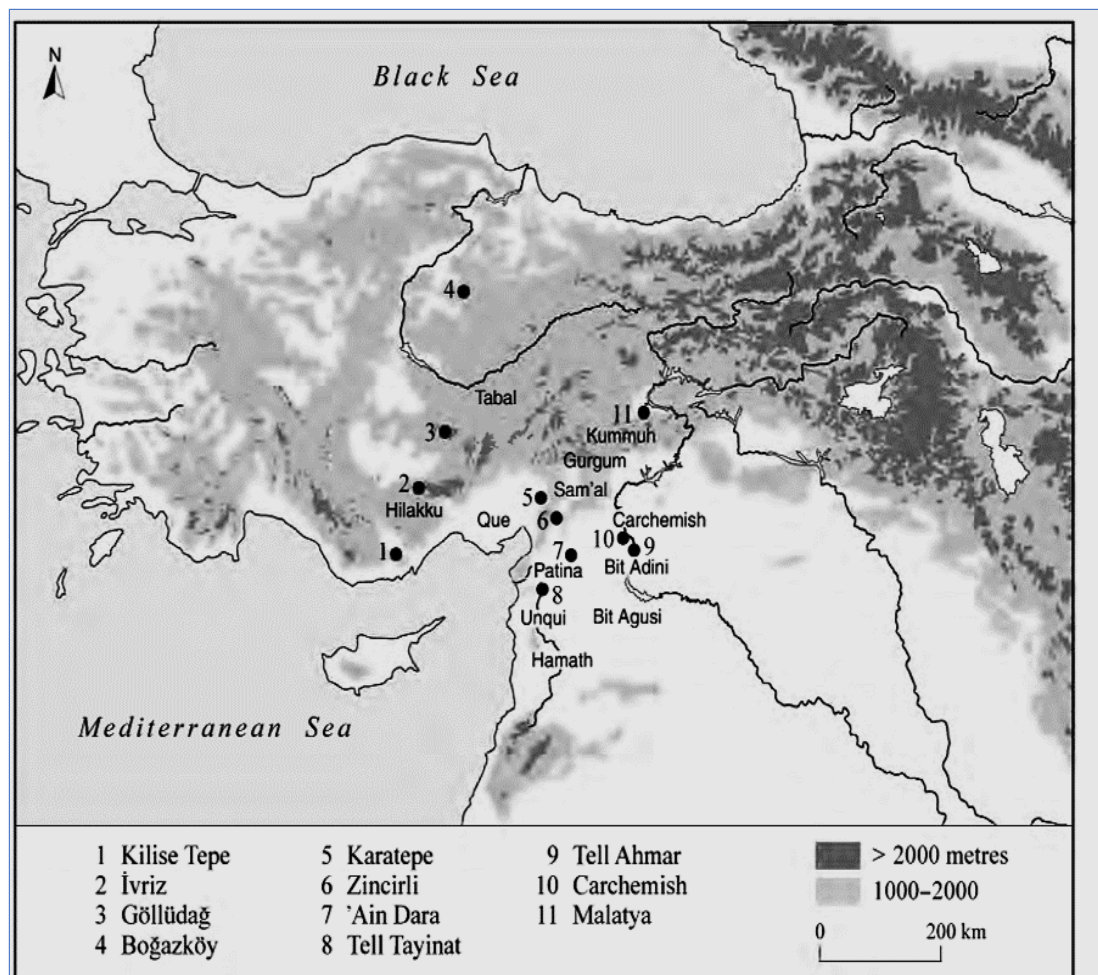 N
Black Sea
4
Tabal
3
11
Kummuh
Gurgum
2
Hilakku
5
Sam'al
6
Que
Carchemish
10
9
1
7
Patina
Bit Adini
8
Unqui
Bit Agusi
Hamath
Mediterranean Sea
1 Kilise Tepe
2 İvriz
3 Göllüdağ
4 Boğazköy
5 Karatepe
6 Zincirli
7 'Ain Dara
8 Tell Tayinat
9 Tell Ahmar
10 Carchemish
11 Malatya
> 2000 metres
1000–2000
0 200 km